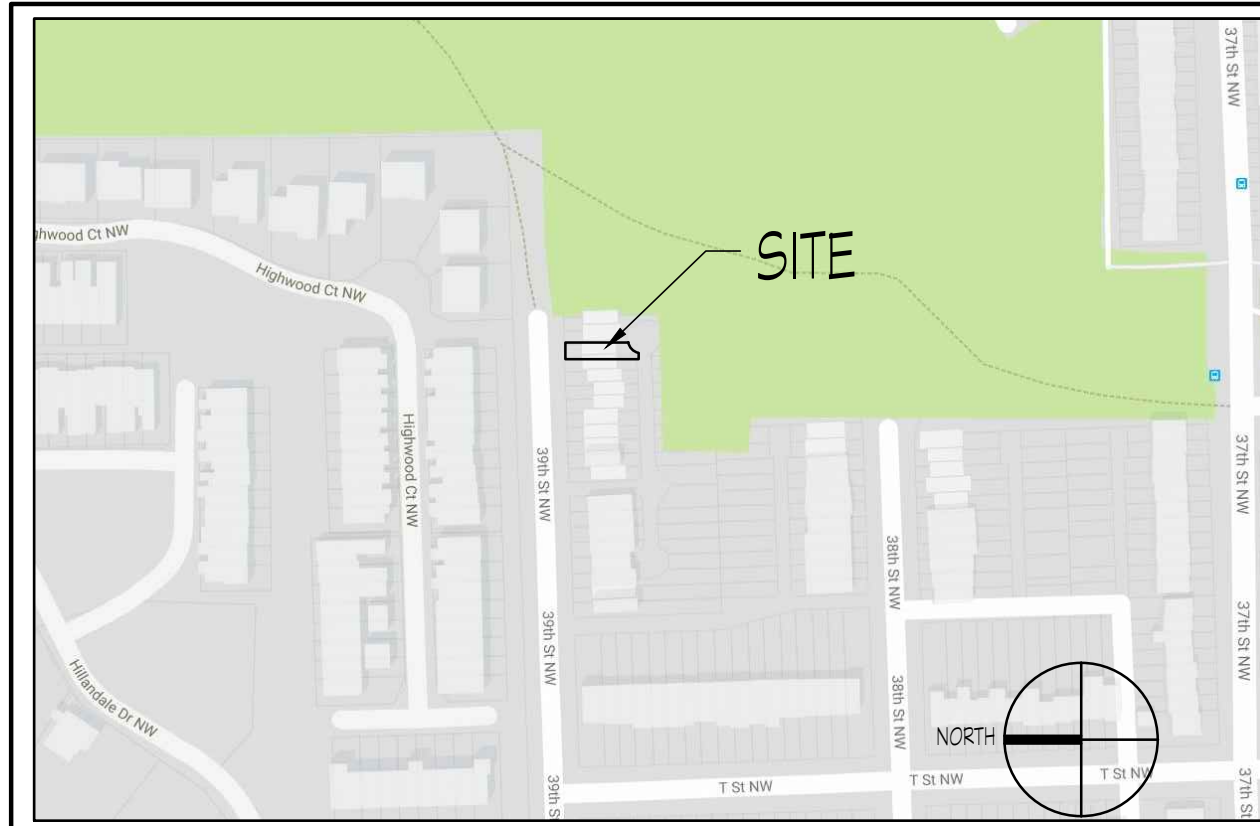 37th St NW
ghwood Ct NW
Highwood Ct NW
SITE
Highwood Ct NW
39th St NW
37th St NW
38th St NW
39th St NW
37th St NW
Hillandale Dr NW
38th St NW
NORTH
T St NW
T St NW
T St NW
39th S
37th St